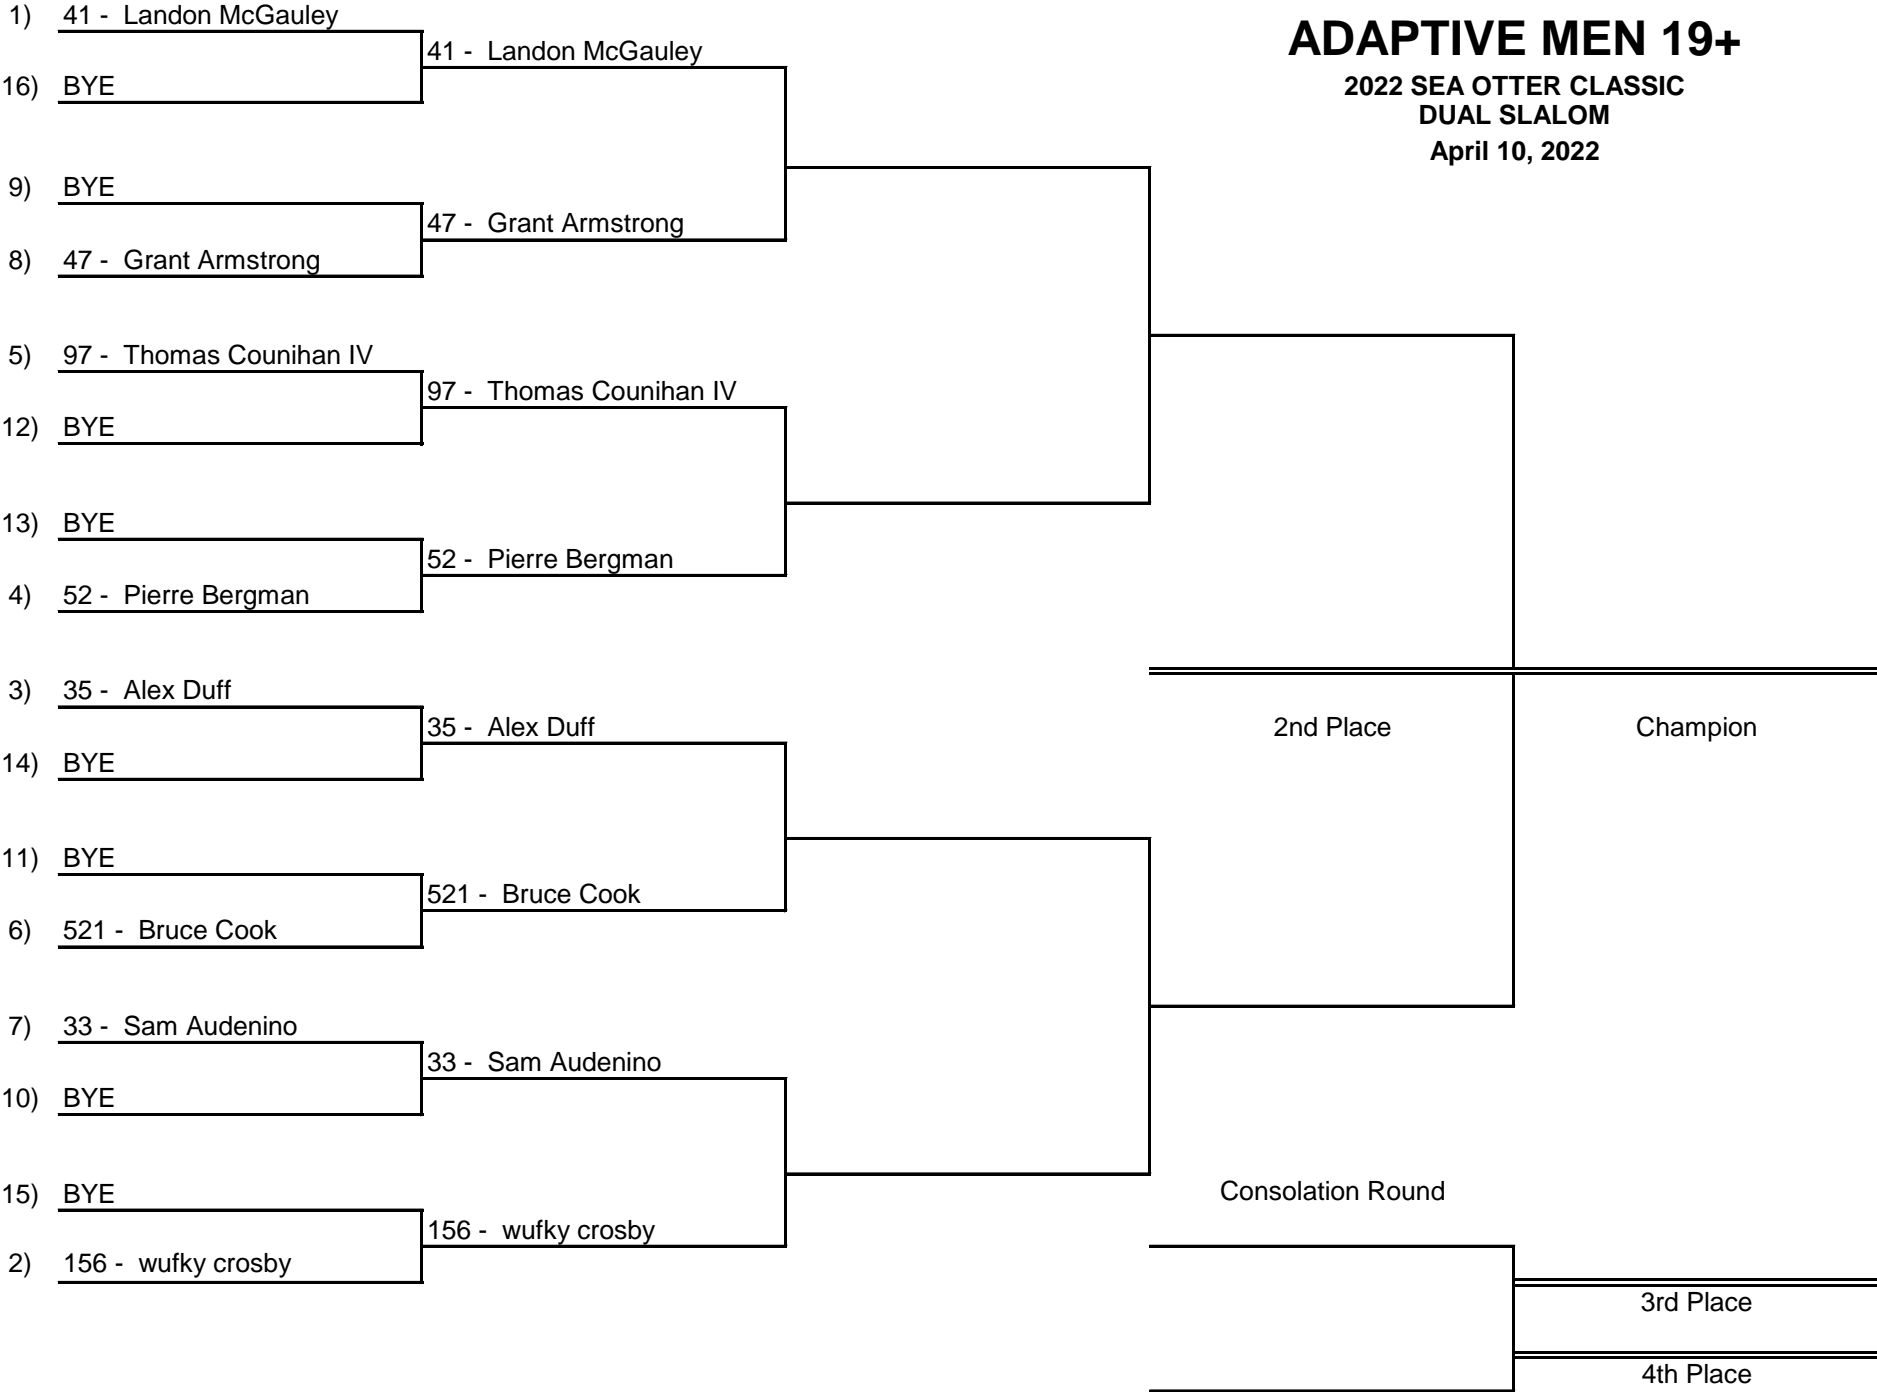 ADAPTIVE MEN 19+
2022 SEA OTTER CLASSIC
DUAL SLALOM
April 10, 2022
1) 41 - Landon McGauley
41 - Landon McGauley
16) BYE
9) BYE
47 - Grant Armstrong
8) 47 - Grant Armstrong
5) 97 - Thomas Counihan IV
97 - Thomas Counihan IV
12) BYE
13) BYE
52 - Pierre Bergman
4) 52 - Pierre Bergman
3) 35 - Alex Duff
35 - Alex Duff
14) BYE
11) BYE
521 - Bruce Cook
6) 521 - Bruce Cook
7) 33 - Sam Audenino
33 - Sam Audenino
10) BYE
15) BYE
156 - wufky crosby
2) 156 - wufky crosby
2nd Place
Champion
Consolation Round
3rd Place
4th Place